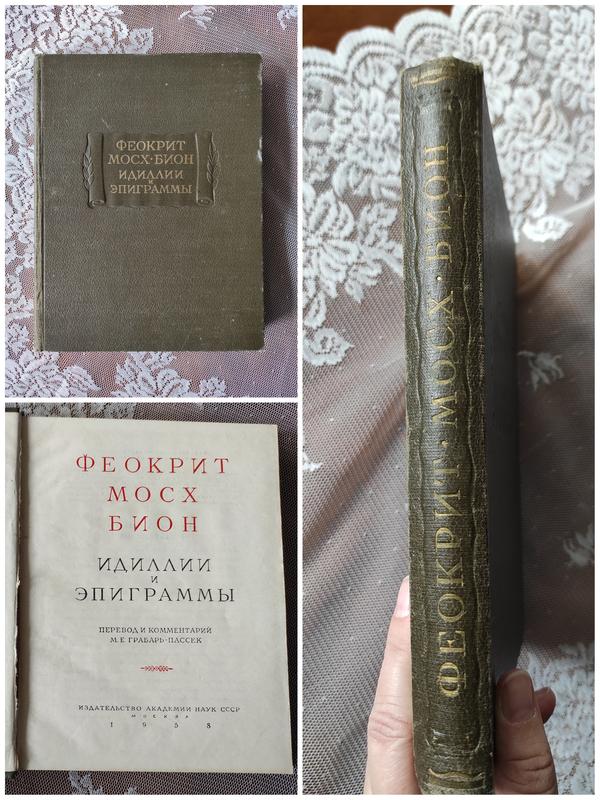 ФЕОКРИТ
МОСХ·БИОН
ИДИЛЛИИ
И
ЭПИГРАММЫ
ФЕОКРИТ
МОСХ
БИОН
ИДИЛЛИИ
И
ЭПИГРАММЫ
ПЕРЕВОД И КОММЕНТАРИЙ
М. Е. ГРАБАРЬ-ПАССЕК
ИЗДАТЕЛЬСТВО АКАДЕМИИ НАУК СССР
МОСКВА
1958
ФЕОКРИТ · МОСХ · БИОН